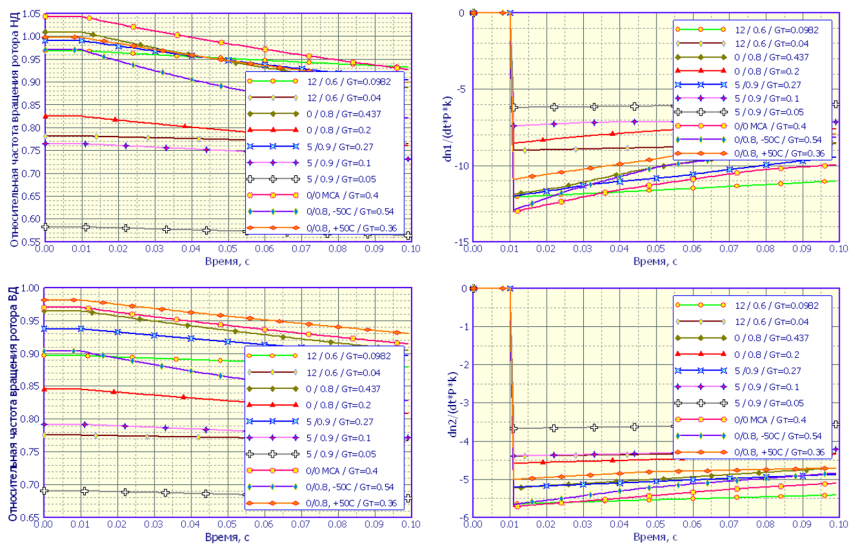 Относительная частота вращения ротора НД
1.05
1.00
0.95
0.90
0.85
0.80
0.75
0.70
0.65
0.60
0.55
0.00 0.01 0.02 0.03 0.04 0.05 0.06 0.07 0.08 0.09 0.10
Время, с
12 / 0.6 / Gт=0.0982
12 / 0.6 / Gт=0.04
0 / 0.8 / Gт=0.437
0 / 0.8 / Gт=0.2
5 /0.9 / Gт=0.27
5 / 0.9 / Gт=0.1
5 / 0.9 / Gт=0.05
0/0 МСА / Gт=0.4
0/0.8, -50С / Gт=0.54
0/0.8, +50С / Gт=0.36
dn1/(dt*p*k)
0
-5
-10
-15
0.00 0.01 0.02 0.03 0.04 0.05 0.06 0.07 0.08 0.09 0.10
Время, с
12 / 0.6 / Gт=0.0982
12 / 0.6 / Gт=0.04
0 / 0.8 / Gт=0.437
0 / 0.8 / Gт=0.2
5 /0.9 / Gт=0.27
5 / 0.9 / Gт=0.1
5 / 0.9 / Gт=0.05
0/0 МСА / Gт=0.4
0/0.8, -50С / Gт=0.54
0/0.8, +50С / Gт=0.36
Относительная частота вращения ротора ВД
1.00
0.95
0.90
0.85
0.80
0.75
0.70
0.65
0.00 0.01 0.02 0.03 0.04 0.05 0.06 0.07 0.08 0.09 0.10
Время, с
12 / 0.6 / Gт=0.0982
12 / 0.6 / Gт=0.04
0 / 0.8 / Gт=0.437
0 / 0.8 / Gт=0.2
5 /0.9 / Gт=0.27
5 / 0.9 / Gт=0.1
5 / 0.9 / Gт=0.05
0/0 МСА / Gт=0.4
0/0.8, -50С / Gт=0.54
0/0.8, +50С / Gт=0.36
dn2/(dt*p*k)
0
-1
-2
-3
-4
-5
-6
0.00 0.01 0.02 0.03 0.04 0.05 0.06 0.07 0.08 0.09 0.10
Время, с
12 / 0.6 / Gт=0.0982
12 / 0.6 / Gт=0.04
0 / 0.8 / Gт=0.437
0 / 0.8 / Gт=0.2
5 /0.9 / Gт=0.27
5 / 0.9 / Gт=0.1
5 / 0.9 / Gт=0.05
0/0 МСА / Gт=0.4
0/0.8, -50С / Gт=0.54
0/0.8, +50С / Gт=0.36